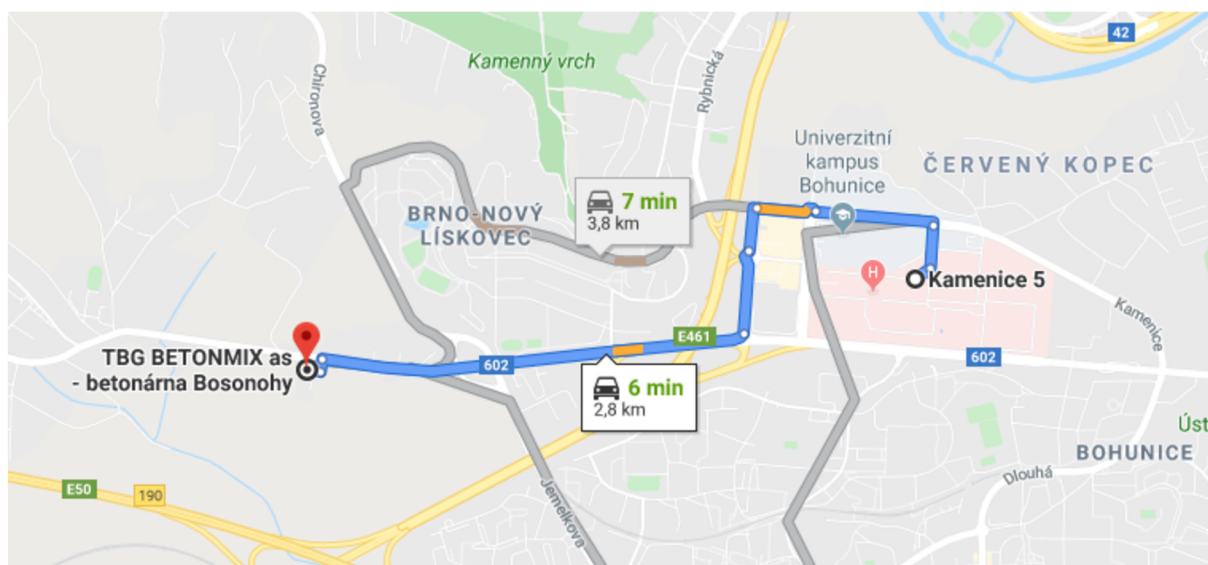 42
Kamenný vrch
Rybnická
Chironova
Univerzitní
kampus
Bohunice
ČERVENÝ KOPEC
7 min
3,8 km
BRNO-NOVÝ
LÍSKOVEC
H
Kamenice 5
Kamenice
E461
602
602
TBG BETONMIX as
- betonárna Bosonohy
6 min
2,8 km
Úst
BOHUNICE
Dlouhá
E50
190
Jemelkova